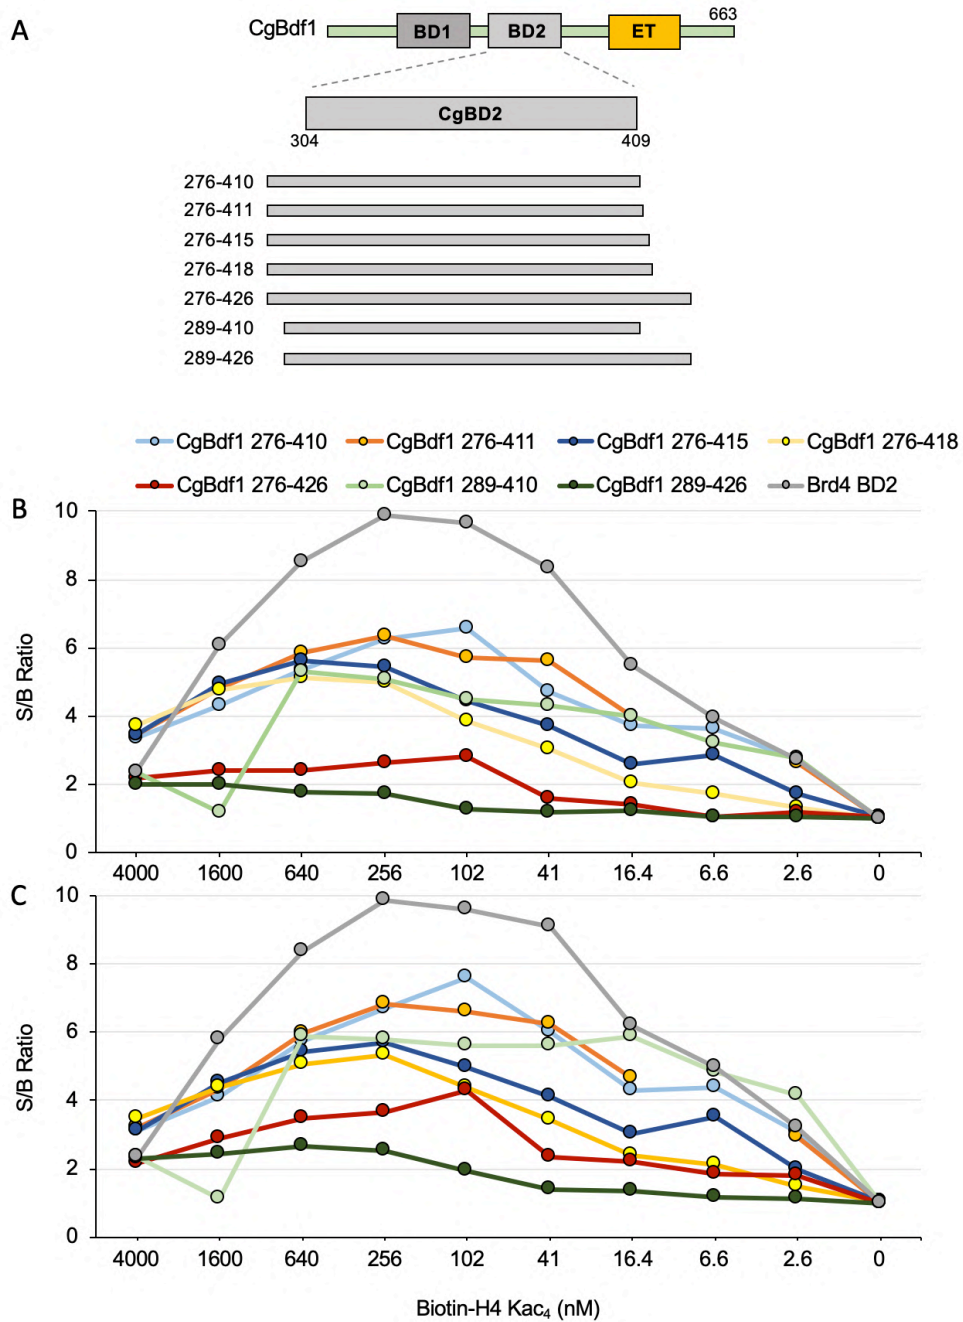 A
CgBdf1
BD1
BD2
ET
663
CgBD2
304
409
276-410
276-411
276-415
276-418
276-426
289-410
289-426
CgBdf1 276-410
CgBdf1 276-411
CgBdf1 276-415
CgBdf1 276-418
CgBdf1 276-426
CgBdf1 289-410
CgBdf1 289-426
Brd4 BD2
B
10
8
6
4
2
0
S/B Ratio
4000 1600 640 256 102 41 16.4 6.6 2.6 0
C
10
8
6
4
2
0
S/B Ratio
4000 1600 640 256 102 41 16.4 6.6 2.6 0
Biotin-H4 Kac₄ (nM)